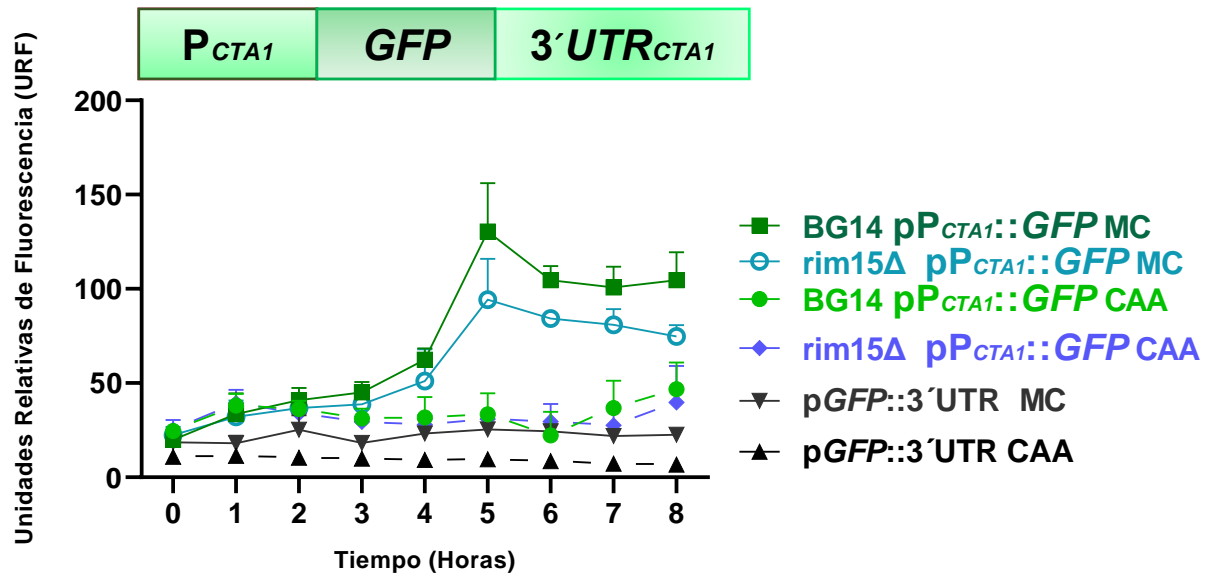 PCTA1 GFP 3´UTRCTA1
Unidades Relativas de Fluorescencia (URF)
200
150
100
50
0
0 1 2 3 4 5 6 7 8
Tiempo (Horas)
BG14 pPCTA1::GFP MC
rim15Δ pPCTA1::GFP MC
BG14 pPCTA1::GFP CAA
rim15Δ pPCTA1::GFP CAA
pGFP::3´UTR MC
pGFP::3´UTR CAA